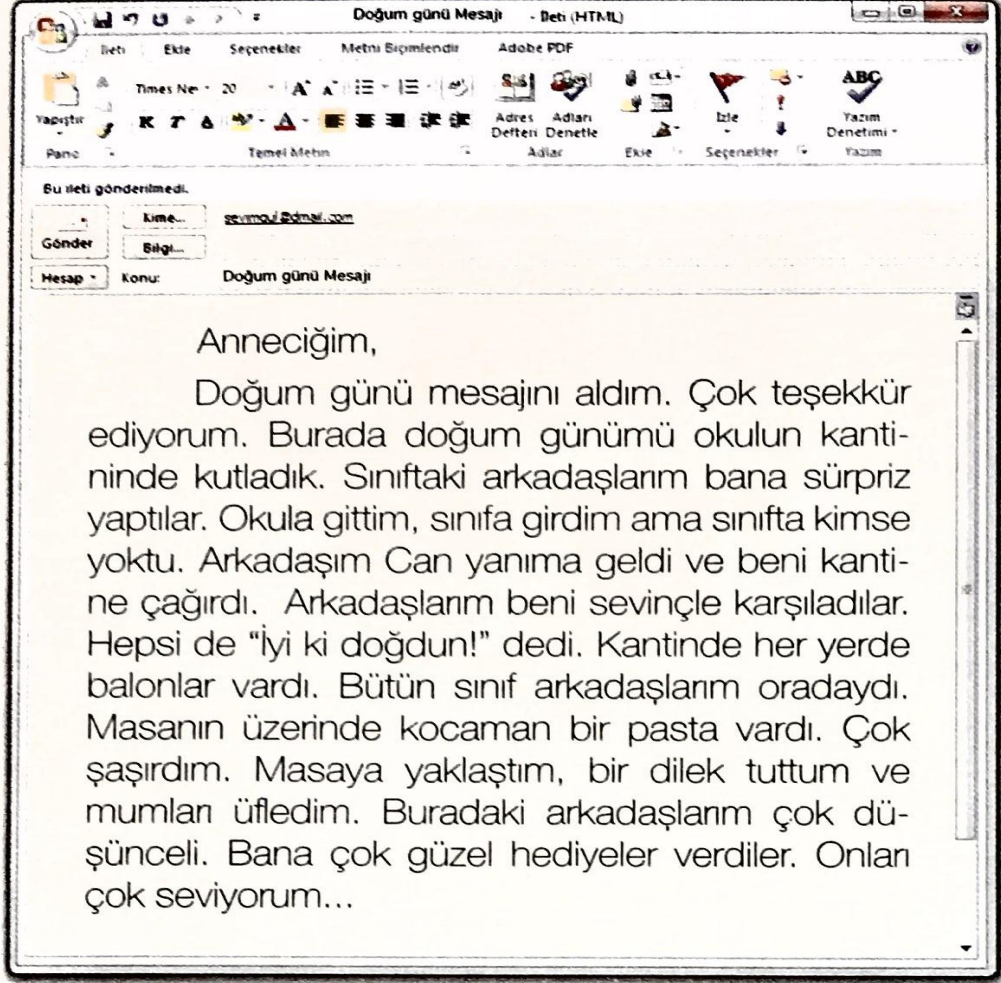 Doğum günü Mesajı - İleti (HTML)
İleti Ekle Seçenekler Metni Biçimlendir Adobe PDF
Times Ne 20 ABC
Yapıştır K T A Adres Defteri Adları Denetle İzle Yazım Denetimi
Pano Temel Metin Adlar Ekle Seçenekler Yazım
Bu ileti gönderilmedi.
Gönder Kime...
Bilgi...
Hesap Konu: Doğum günü Mesajı
Anneciğim,
Doğum günü mesajını aldım. Çok teşekkür
ediyorum. Burada doğum günümü okulun kanti-
ninde kutladık. Sınıftaki arkadaşlarım bana sürpriz
yaptılar. Okula gittim, sınıfa girdim ama sınıfta kimse
yoktu. Arkadaşım Can yanıma geldi ve beni kanti-
ne çağırdı. Arkadaşlarım beni sevinçle karşıladılar.
Hepsi de “İyi ki doğdun!” dedi. Kantinde her yerde
balonlar vardı. Bütün sınıf arkadaşlarım oradaydı.
Masanın üzerinde kocaman bir pasta vardı. Çok
şaşırdım. Masaya yaklaştım, bir dilek tuttum ve
mumları üfledim. Buradaki arkadaşlarım çok dü-
şünceli. Bana çok güzel hediyeler verdiler. Onları
çok seviyorum...